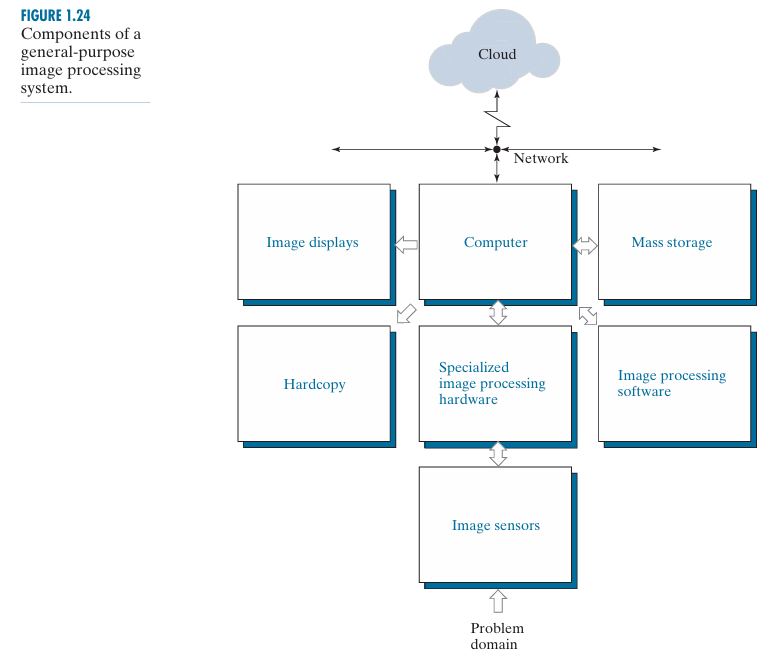 FIGURE 1.24
Components of a
general-purpose
image processing
system.
Cloud
Network
Image displays
Computer
Mass storage
Hardcopy
Specialized
image processing
hardware
Image processing
software
Image sensors
Problem
domain